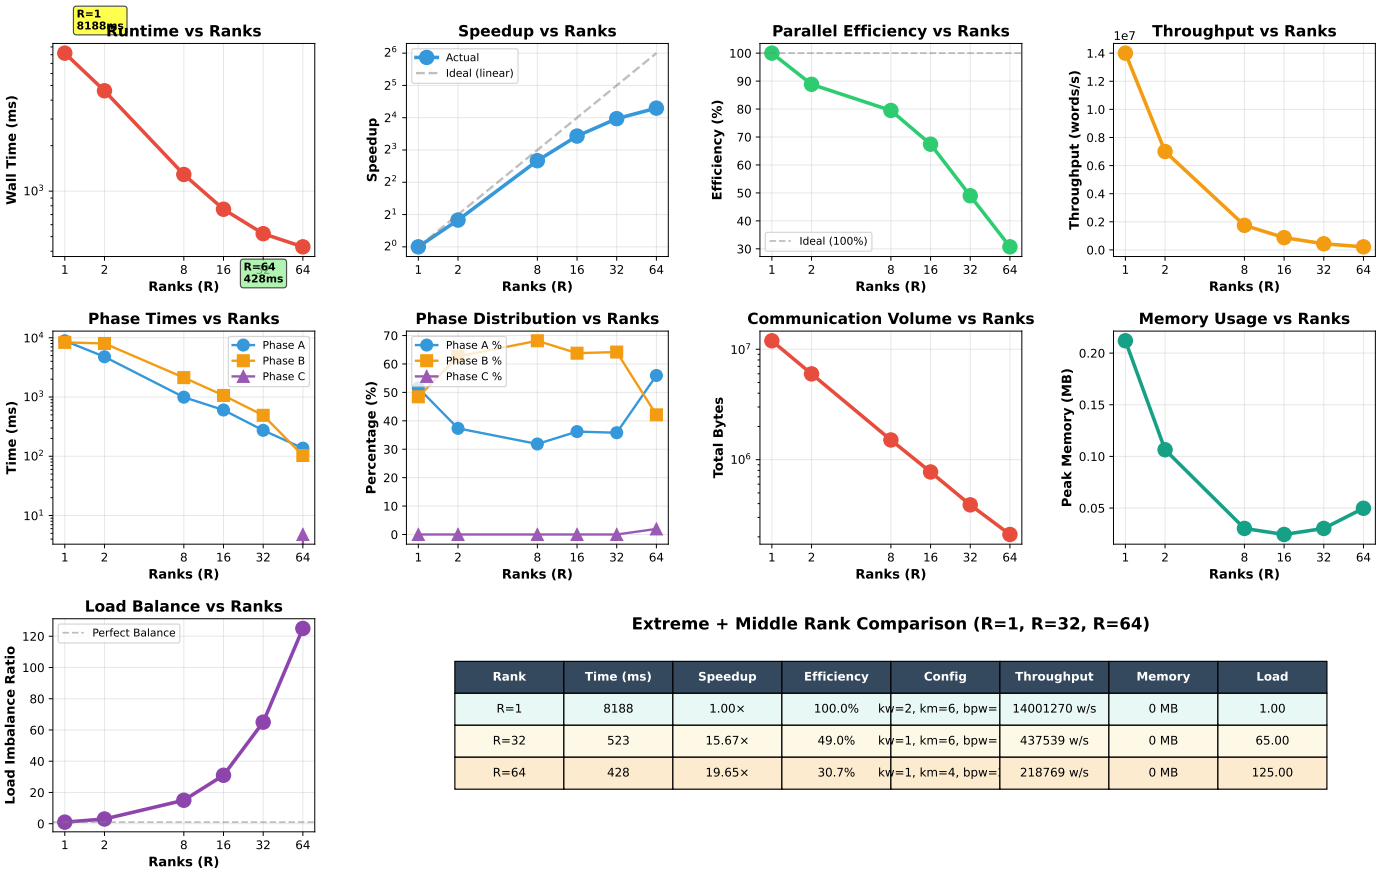 R=1
8188ms
Runtime vs Ranks
Wall Time (ms)
10³
1 2 8 16 32 64
Ranks (R)
R=64
428ms
Speedup vs Ranks
Actual
Ideal (linear)
Speedup
2⁶
2⁵
2⁴
2³
2²
2¹
2⁰
1 2 8 16 32 64
Ranks (R)
Parallel Efficiency vs Ranks
Efficiency (%)
100
90
80
70
60
50
40
30
Ideal (100%)
1 2 8 16 32 64
Ranks (R)
Throughput vs Ranks
1e7
Throughput (words/s)
1.4
1.2
1.0
0.8
0.6
0.4
0.2
0.0
1 2 8 16 32 64
Ranks (R)
Phase Times vs Ranks
Phase A
Phase B
Phase C
Time (ms)
10⁴
10³
10²
10¹
1 2 8 16 32 64
Ranks (R)
Phase Distribution vs Ranks
Phase A %
Phase B %
Phase C %
Percentage (%)
70
60
50
40
30
20
10
0
1 2 8 16 32 64
Ranks (R)
Communication Volume vs Ranks
Total Bytes
10⁷
10⁶
1 2 8 16 32 64
Ranks (R)
Memory Usage vs Ranks
Peak Memory (MB)
0.20
0.15
0.10
0.05
1 2 8 16 32 64
Ranks (R)
Load Balance vs Ranks
Perfect Balance
Load Imbalance Ratio
120
100
80
60
40
20
0
1 2 8 16 32 64
Ranks (R)
Extreme + Middle Rank Comparison (R=1, R=32, R=64)
Rank Time (ms) Speedup Efficiency Config Throughput Memory Load
R=1 8188 1.00× 100.0% kw=2, km=6, bpw= 14001270 w/s 0 MB 1.00
R=32 523 15.67× 49.0% kw=1, km=6, bpw= 437539 w/s 0 MB 65.00
R=64 428 19.65× 30.7% kw=1, km=4, bpw= 218769 w/s 0 MB 125.00